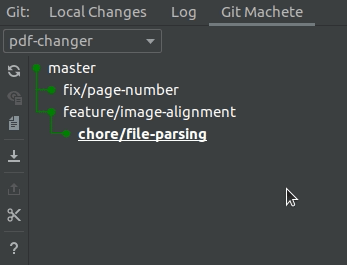 Git: Local Changes Log Git Machete
pdf-changer
master
fix/page-number
feature/image-alignment
chore/file-parsing
?